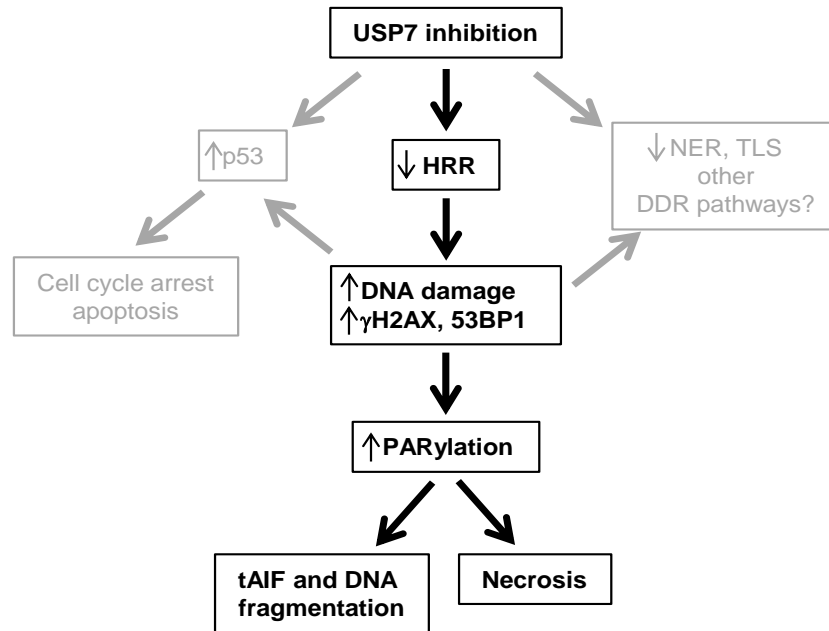 USP7 inhibition
↑p53
↓ HRR
↓ NER, TLS
other
DDR pathways?
Cell cycle arrest
apoptosis
↑DNA damage
↑γH2AX, 53BP1
↑PARylation
tAIF and DNA
fragmentation
Necrosis